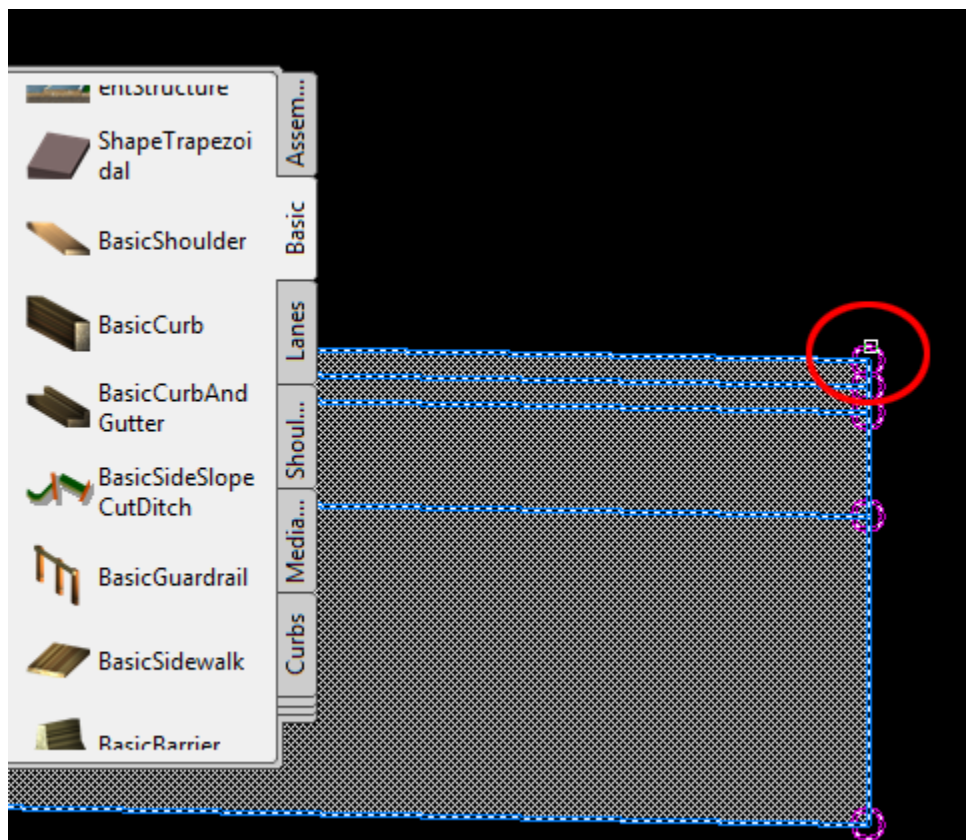 entStructure
ShapeTrapezoi
dal
BasicShoulder
BasicCurb
BasicCurbAnd
Gutter
BasicSideSlope
CutDitch
BasicGuardrail
BasicSidewalk
BasicBarrier
Assem...
Basic
Lanes
Shoul...
Media...
Curbs